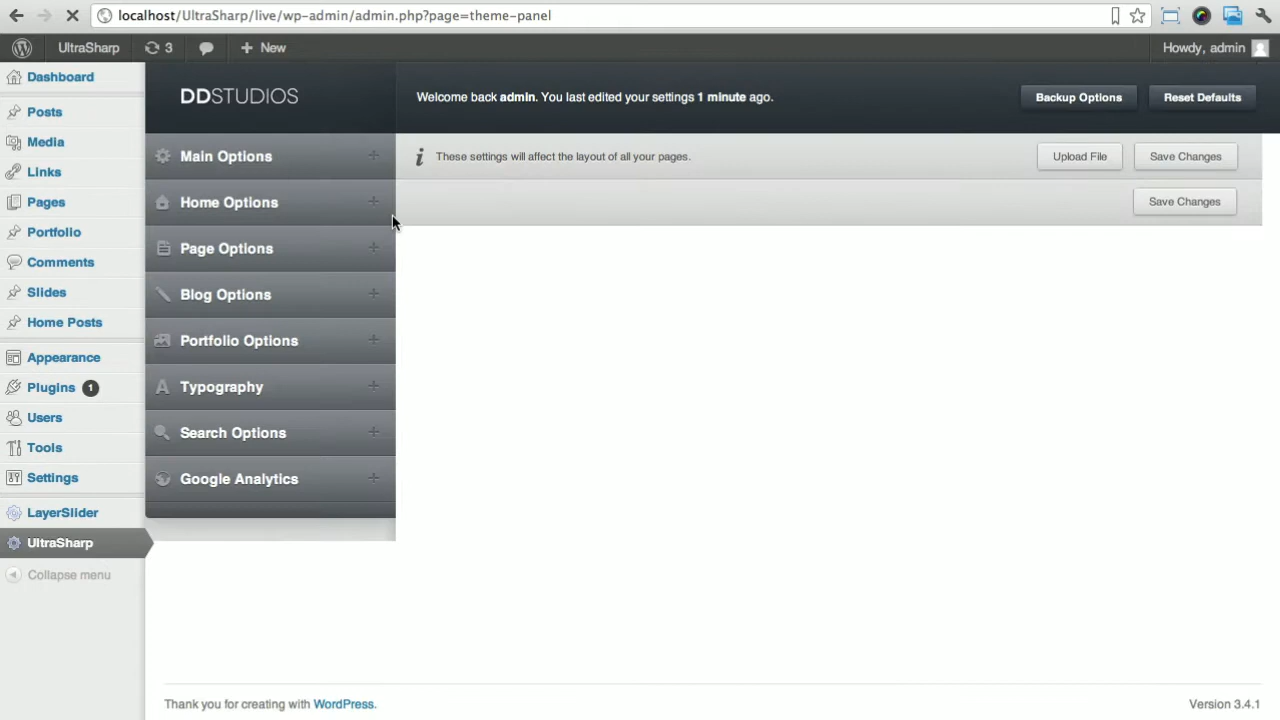 localhost/UltraSharp/live/wp-admin/admin.php?page=theme-panel
UltraSharp
3
New
Howdy, admin
Dashboard
Posts
Media
Links
Pages
Portfolio
Comments
Slides
Home Posts
Appearance
Plugins 1
Users
Tools
Settings
LayerSlider
UltraSharp
Collapse menu
DDSTUDIOS
Main Options
Home Options
Page Options
Blog Options
Portfolio Options
Typography
Search Options
Google Analytics
Welcome back admin. You last edited your settings 1 minute ago.
Backup Options
Reset Defaults
These settings will affect the layout of all your pages.
Upload File
Save Changes
Save Changes
Thank you for creating with WordPress.
Version 3.4.1